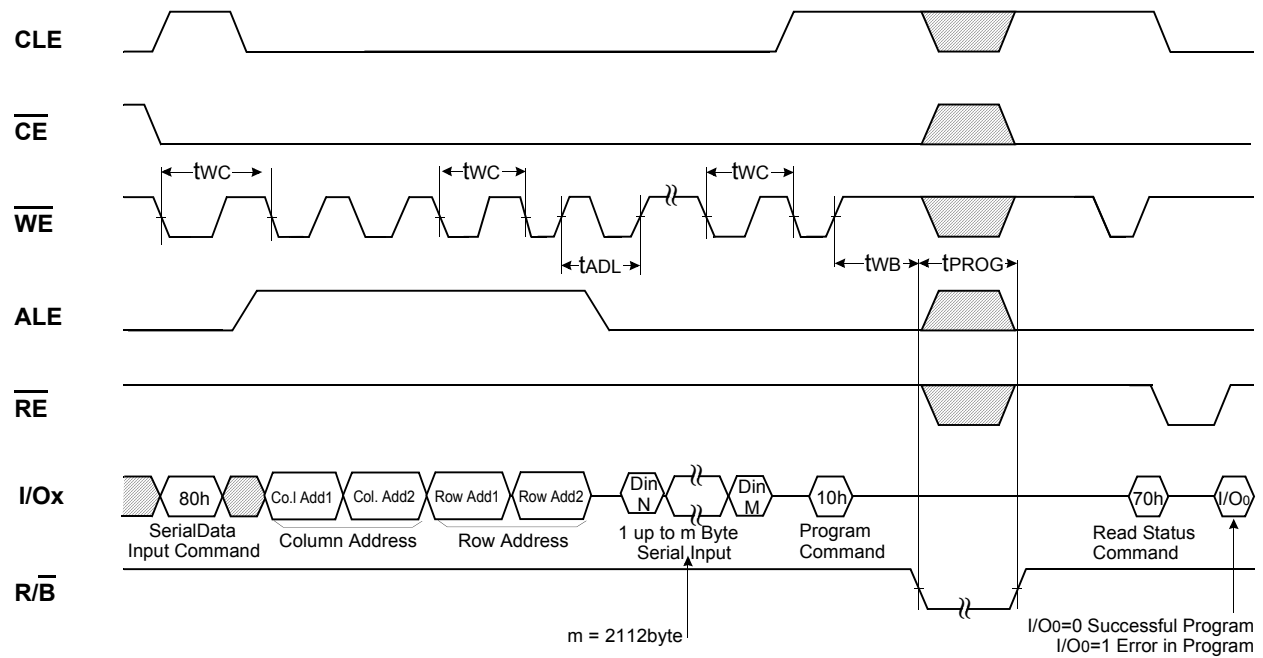 CLE
CE
tWC tWC tWC
WE
tADL tWB tPROG
ALE
RE
I/Ox 80h Co.l Add1 Col. Add2 Row Add1 Row Add2 Din N Din M 10h 70h I/O0
SerialData
Input Command
Column Address
Row Address
1 up to m Byte
Serial Input
Program
Command
Read Status
Command
R/B
m = 2112byte
I/O0=0 Successful Program
I/O0=1 Error in Program